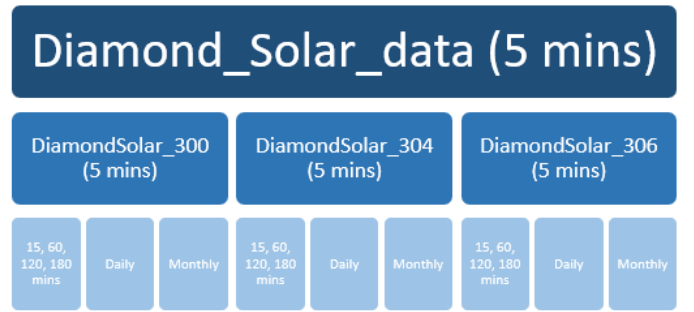 Diamond_Solar_data (5 mins)
DiamondSolar_300
(5 mins)
DiamondSolar_304
(5 mins)
DiamondSolar_306
(5 mins)
15, 60,
120, 180
mins
Daily
Monthly
15, 60,
120, 180
mins
Daily
Monthly
15, 60,
120, 180
mins
Daily
Monthly